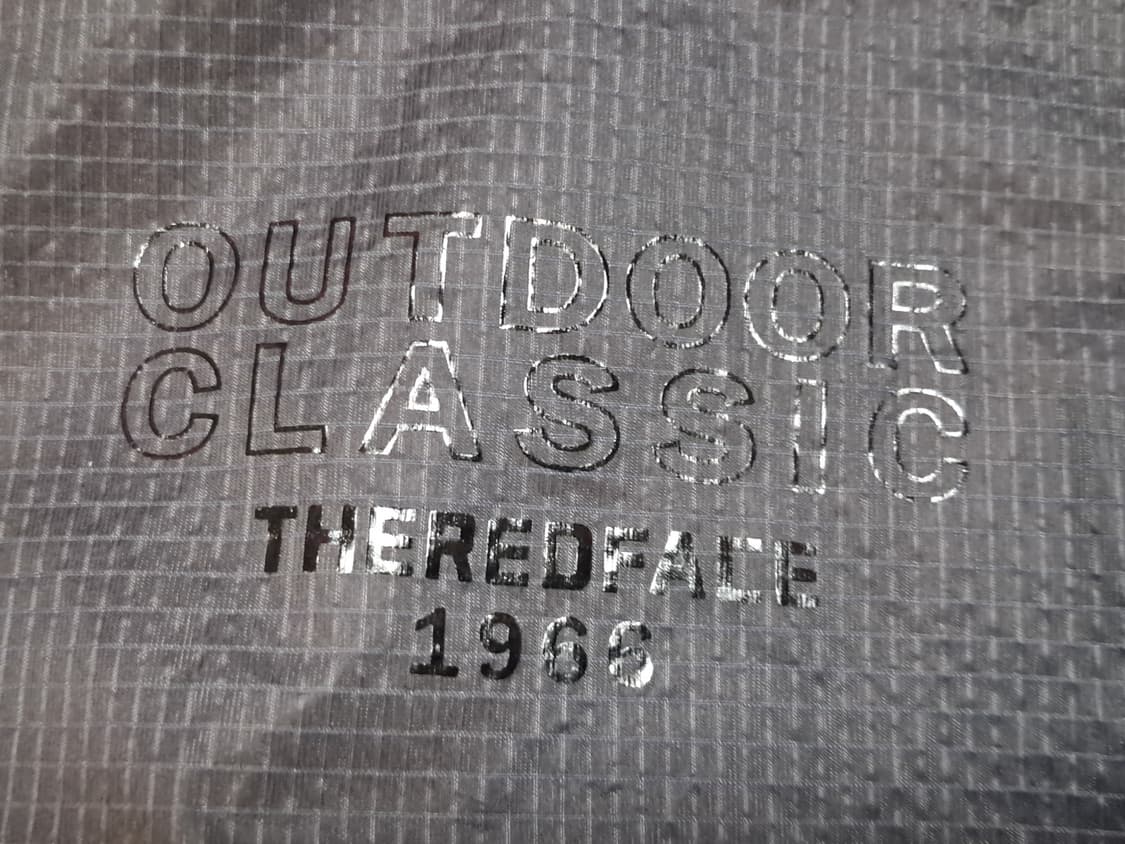 OUTDOOR
CLASSIC
THEREDFACE
1966